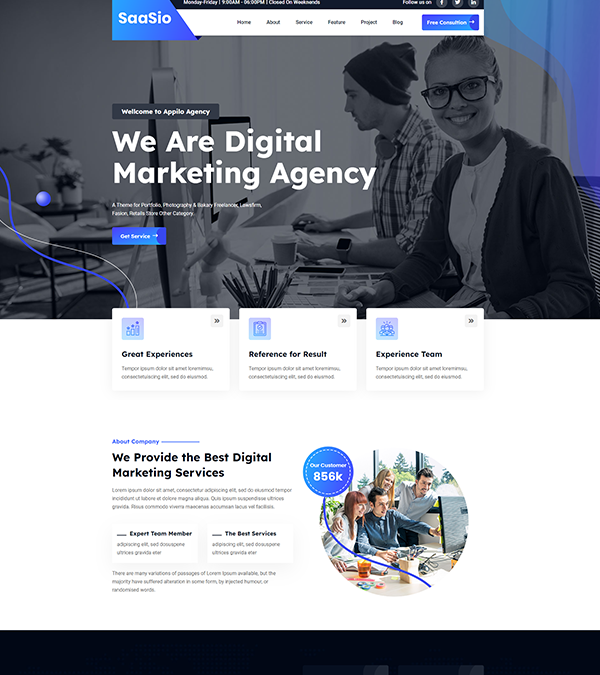 Monday-Friday | 9:00AM - 06:00PM | Closed On Weeknends
Follow us on
SaaSio
Home About Service Feature Project Blog
Free Consultion
Wellcome to Appilo Agency
We Are Digital
Marketing Agency
A Theme for Portfolio, Photography & Bakary Freelancer, Lawsfirm,
Fasion, Retails Store Other Category.
Get Service
Great Experiences
Tempor ipsum dolor sit amet loremimsu,
consectetuiscing elit, sed do eiusmod.
Reference for Result
Tempor ipsum dolor sit amet loremimsu,
consectetuiscing elit, sed do eiusmod.
Experience Team
Tempor ipsum dolor sit amet loremimsu,
consectetuiscing elit, sed do eiusmod.
About Company
We Provide the Best Digital
Marketing Services
Lorem ipsum dolor sit amet, consectetur adipiscing elit, sed do eiusmod tempor
incididunt ut labore et dolore magna aliqua. Quis ipsum suspendisse ultrices
gravida. Risus commodo viverra maecenas accumsan lacus vel facilisis.
Expert Team Member
adipiscing elit, sed doouspene
ultrices gravida eter
The Best Services
adipiscing elit, sed doouspene
ultrices gravida eter
There are many variations of passages of Lorem Ipsum available, but the
majority have suffered alteration in some form, by injected humour, or
randomised words.
Our Customer
856k